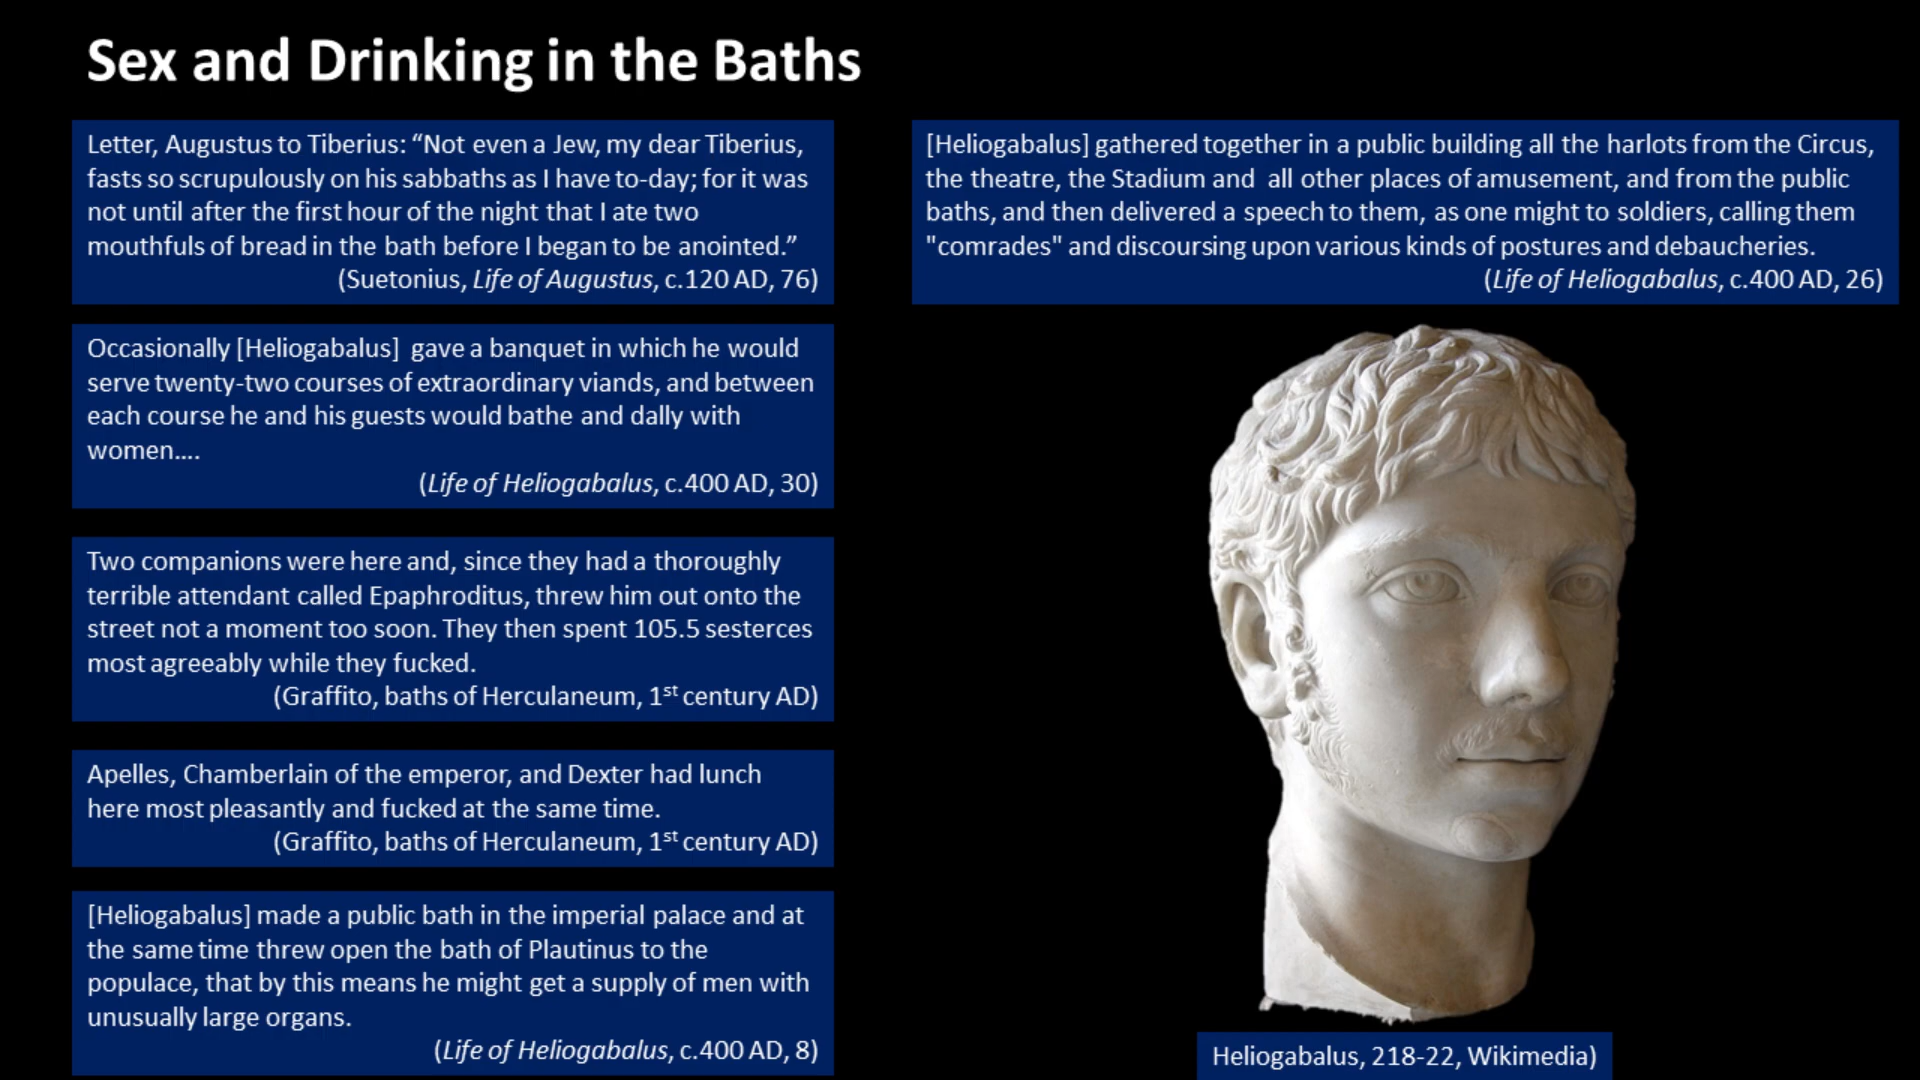 Sex and Drinking in the Baths
Letter, Augustus to Tiberius: “Not even a Jew, my dear Tiberius,
fasts so scrupulously on his sabbaths as I have to-day; for it was
not until after the first hour of the night that I ate two
mouthfuls of bread in the bath before I began to be anointed.”
(Suetonius, Life of Augustus, c.120 AD, 76)
Occasionally [Heliogabalus] gave a banquet in which he would
serve twenty-two courses of extraordinary viands, and between
each course he and his guests would bathe and dally with
women....
(Life of Heliogabalus, c.400 AD, 30)
Two companions were here and, since they had a thoroughly
terrible attendant called Epaphroditus, threw him out onto the
street not a moment too soon. They then spent 105.5 sesterces
most agreeably while they fucked.
(Graffito, baths of Herculaneum, 1st century AD)
Apelles, Chamberlain of the emperor, and Dexter had lunch
here most pleasantly and fucked at the same time.
(Graffito, baths of Herculaneum, 1st century AD)
[Heliogabalus] made a public bath in the imperial palace and at
the same time threw open the bath of Plautinus to the
populace, that by this means he might get a supply of men with
unusually large organs.
(Life of Heliogabalus, c.400 AD, 8)
[Heliogabalus] gathered together in a public building all the harlots from the Circus,
the theatre, the Stadium and all other places of amusement, and from the public
baths, and then delivered a speech to them, as one might to soldiers, calling them
"comrades" and discoursing upon various kinds of postures and debaucheries.
(Life of Heliogabalus, c.400 AD, 26)
Heliogabalus, 218-22, Wikimedia)